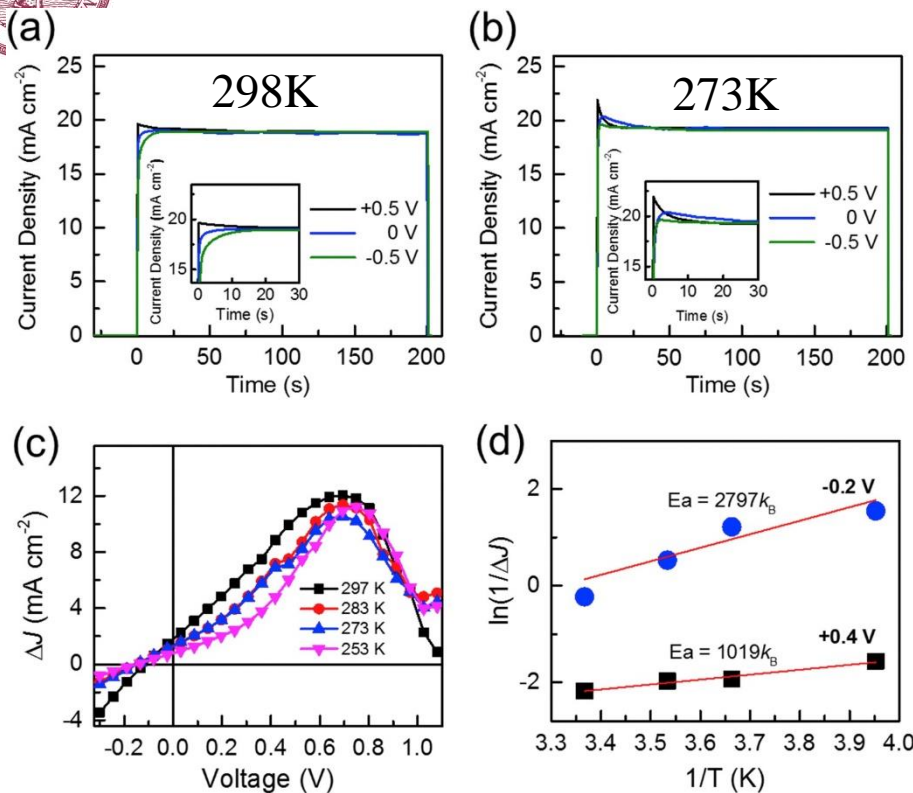 (a)
298K
Current Density (mA cm⁻²)
25
20
15
10
5
0
0 50 100 150 200
Time (s)
Current Density (mA cm⁻²)
20
15
0 10 20 30
Time (s)
+0.5 V
0 V
-0.5 V
(b)
273K
Current Density (mA cm⁻²)
25
20
15
10
5
0
0 50 100 150 200
Time (s)
Current Density (mA cm⁻²)
20
15
0 10 20 30
Time (s)
+0.5 V
0 V
-0.5 V
(c)
ΔJ (mA cm⁻²)
12
8
4
0
-4
-0.2 0.0 0.2 0.4 0.6 0.8 1.0
Voltage (V)
297 K
283 K
273 K
253 K
(d)
ln(1/ΔJ)
2
0
-2
3.3 3.4 3.5 3.6 3.7 3.8 3.9 4.0
1/T (K)
Ea = 2797k_B
-0.2 V
Ea = 1019k_B
+0.4 V